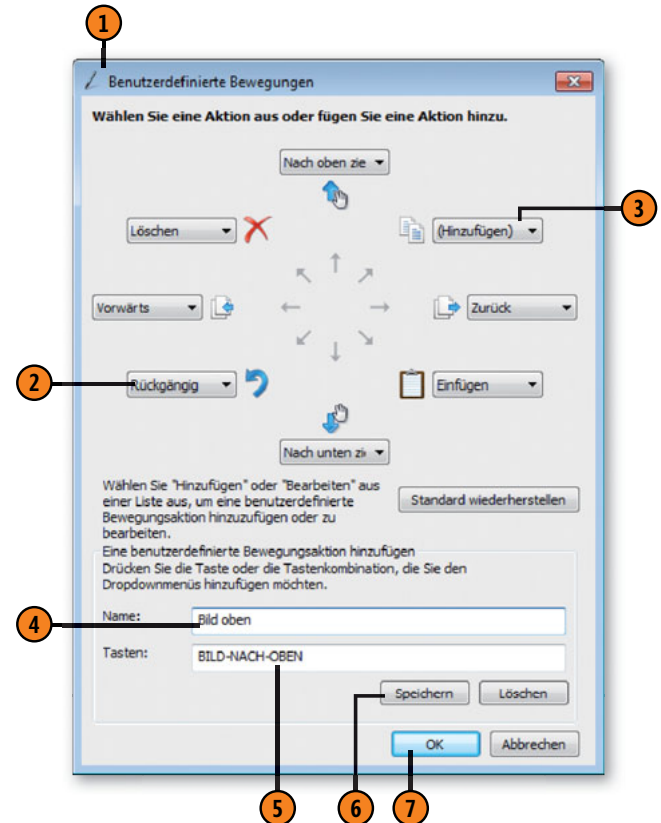 1
Benutzerdefinierte Bewegungen
Wählen Sie eine Aktion aus oder fügen Sie eine Aktion hinzu.
Nach oben zie
3
Löschen
(Hinzufügen)
Vorwärts
Zurück
2
Rückgängig
Einfügen
Nach unten zi
Wählen Sie "Hinzufügen" oder "Bearbeiten" aus
einer Liste aus, um eine benutzerdefinierte
Bewegungsaktion hinzuzufügen oder zu
bearbeiten.
Standard wiederherstellen
Eine benutzerdefinierte Bewegungsaktion hinzufügen
Drücken Sie die Taste oder die Tastenkombination, die Sie den
Dropdownmenüs hinzufügen möchten.
4
Name:
Bild oben
Tasten:
BILD-NACH-OBEN
Speichern
Löschen
OK
Abbrechen
5
6
7